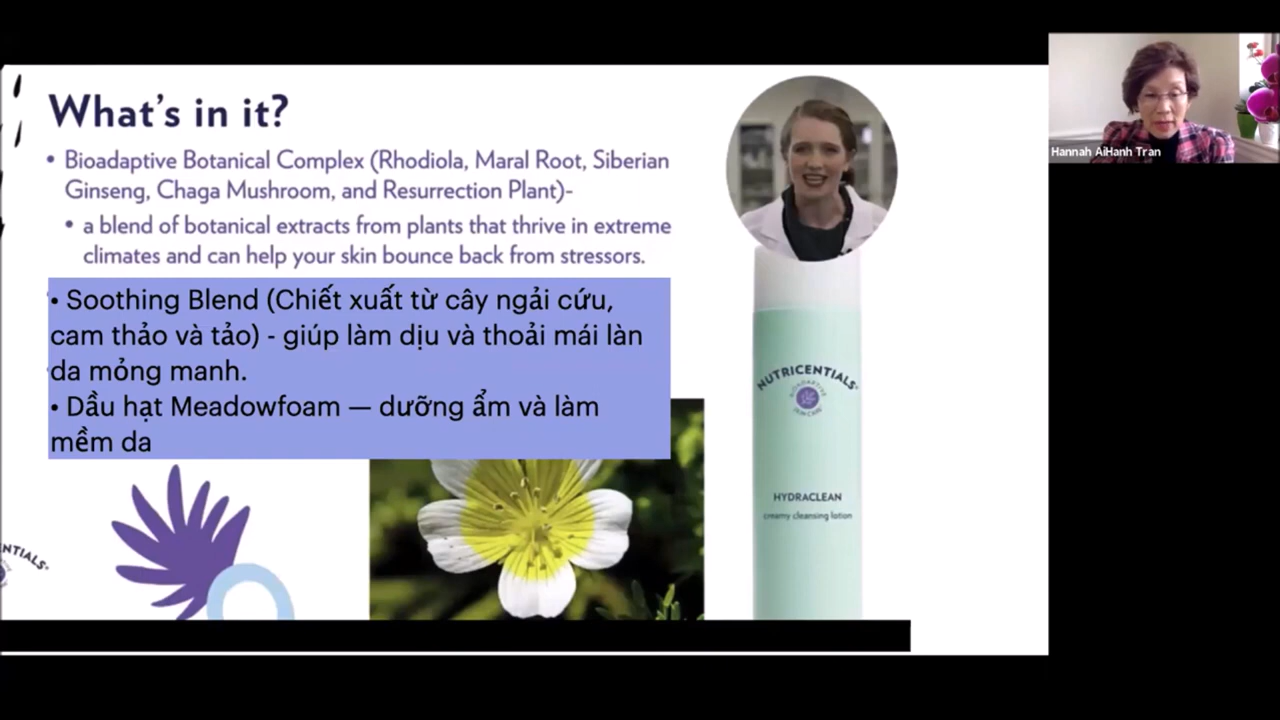 What's in it?
• Bioadaptive Botanical Complex (Rhodiola, Maral Root, Siberian
Ginseng, Chaga Mushroom, and Resurrection Plant)-
• a blend of botanical extracts from plants that thrive in extreme
climates and can help your skin bounce back from stressors.
• Soothing Blend (Chiết xuất từ cây ngải cứu,
cam thảo và tảo) - giúp làm dịu và thoải mái làn
da mỏng manh.
• Dầu hạt Meadowfoam — dưỡng ẩm và làm
mềm da
Hannah AiHanh Tran
NUTRICENTIALS®
BIOADAPTIVE
SKIN CARE
HYDRACLEAN
creamy cleansing lotion